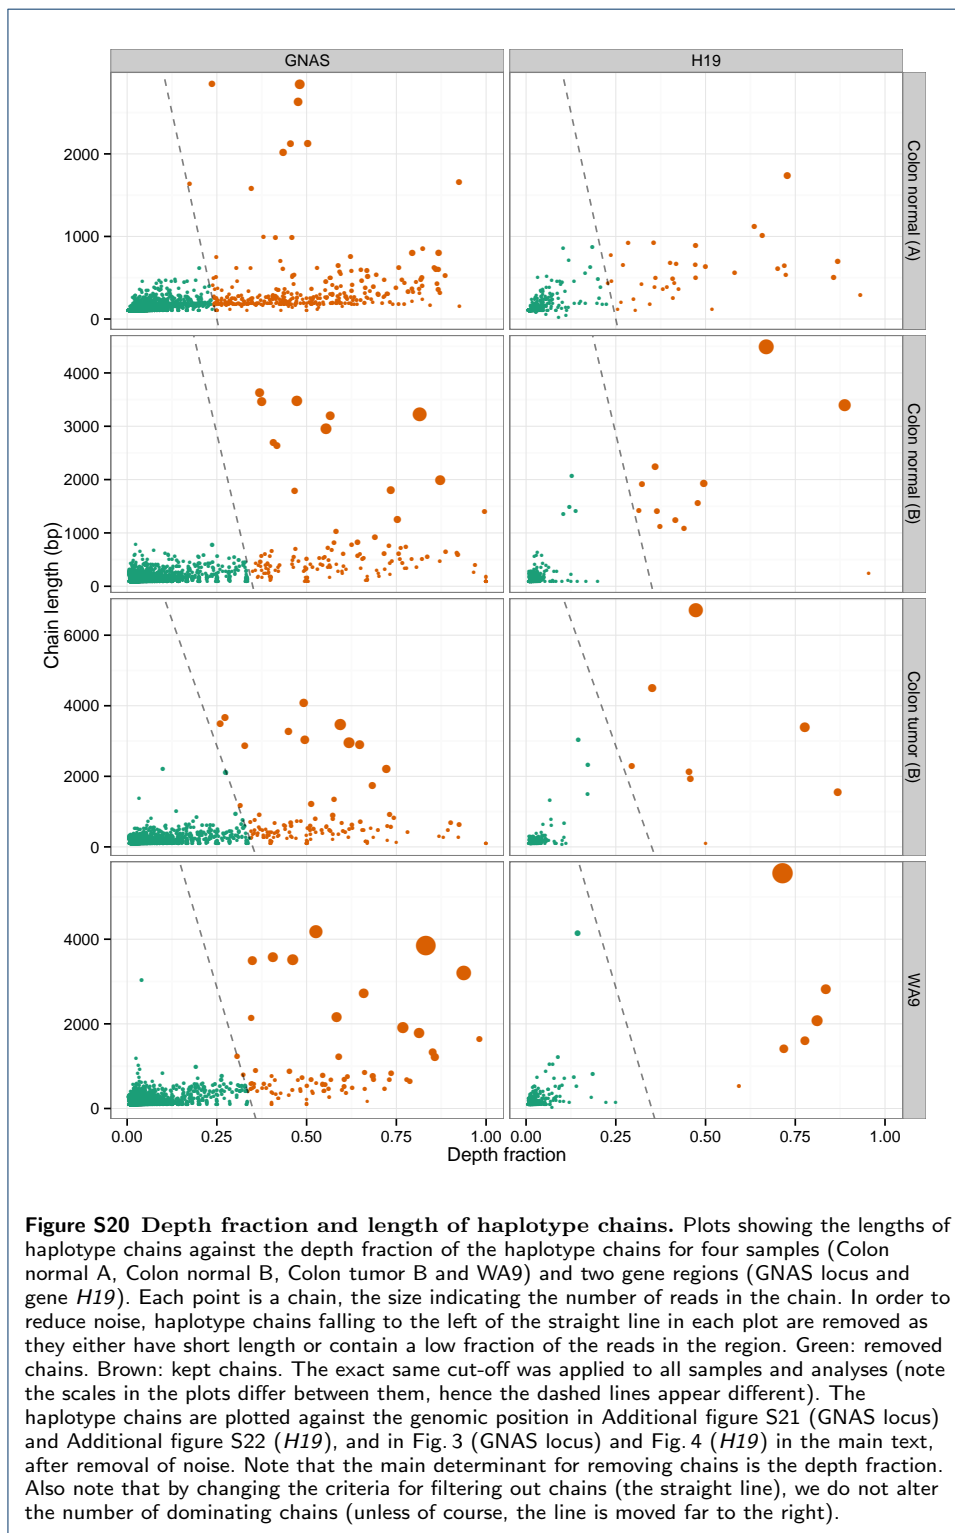 GNAS
H19
2000
1000
0
Colon normal (A)
4000
3000
2000
1000
0
Colon normal (B)
Chain length (bp)
6000
4000
2000
0
Colon tumor (B)
4000
2000
0
WA9
0.00 0.25 0.50 0.75 1.00
0.00 0.25 0.50 0.75 1.00
Depth fraction
Figure S20 Depth fraction and length of haplotype chains. Plots showing the lengths of
haplotype chains against the depth fraction of the haplotype chains for four samples (Colon
normal A, Colon normal B, Colon tumor B and WA9) and two gene regions (GNAS locus and
gene H19). Each point is a chain, the size indicating the number of reads in the chain. In order to
reduce noise, haplotype chains falling to the left of the straight line in each plot are removed as
they either have short length or contain a low fraction of the reads in the region. Green: removed
chains. Brown: kept chains. The exact same cut-off was applied to all samples and analyses (note
the scales in the plots differ between them, hence the dashed lines appear different). The
haplotype chains are plotted against the genomic position in Additional figure S21 (GNAS locus)
and Additional figure S22 (H19), and in Fig. 3 (GNAS locus) and Fig. 4 (H19) in the main text,
after removal of noise. Note that the main determinant for removing chains is the depth fraction.
Also note that by changing the criteria for filtering out chains (the straight line), we do not alter
the number of dominating chains (unless of course, the line is moved far to the right).